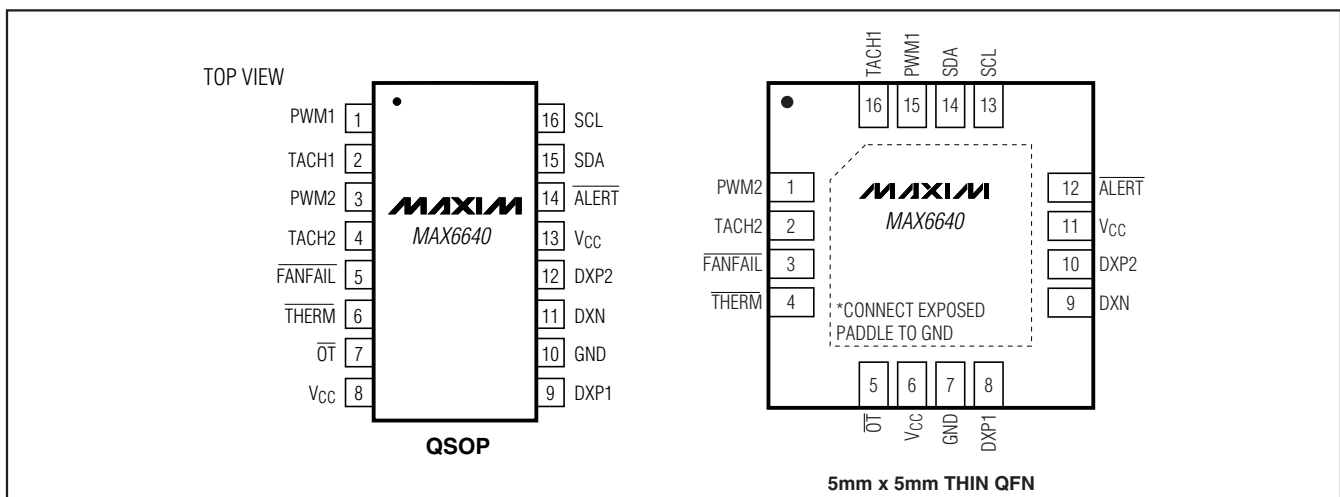 TOP VIEW
PWM1 1
TACH1 2
PWM2 3
TACH2 4
FANFAIL 5
THERM 6
OT 7
VCC 8
MAXIM
MAX6640
16 SCL
15 SDA
14 ALERT
13 VCC
12 DXP2
11 DXN
10 GND
9 DXP1
QSOP
TACH1 PWM1 SDA SCL
16 15 14 13
PWM2 1
TACH2 2
FANFAIL 3
THERM 4
MAXIM
MAX6640
*CONNECT EXPOSED
PADDLE TO GND
12 ALERT
11 VCC
10 DXP2
9 DXN
5 6 7 8
OT VCC GND DXP1
5mm x 5mm THIN QFN